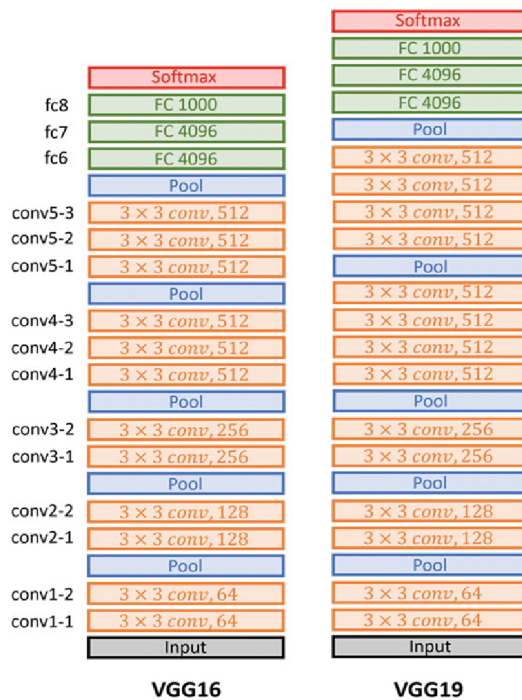 Softmax
fc8 FC 1000
fc7 FC 4096
fc6 FC 4096
Pool
conv5-3 3 × 3 conv, 512
conv5-2 3 × 3 conv, 512
conv5-1 3 × 3 conv, 512
Pool
conv4-3 3 × 3 conv, 512
conv4-2 3 × 3 conv, 512
conv4-1 3 × 3 conv, 512
Pool
conv3-2 3 × 3 conv, 256
conv3-1 3 × 3 conv, 256
Pool
conv2-2 3 × 3 conv, 128
conv2-1 3 × 3 conv, 128
Pool
conv1-2 3 × 3 conv, 64
conv1-1 3 × 3 conv, 64
Input
VGG16
Softmax
FC 1000
FC 4096
FC 4096
Pool
3 × 3 conv, 512
3 × 3 conv, 512
3 × 3 conv, 512
3 × 3 conv, 512
Pool
3 × 3 conv, 512
3 × 3 conv, 512
3 × 3 conv, 512
3 × 3 conv, 512
Pool
3 × 3 conv, 256
3 × 3 conv, 256
Pool
3 × 3 conv, 128
3 × 3 conv, 128
Pool
3 × 3 conv, 64
3 × 3 conv, 64
Input
VGG19